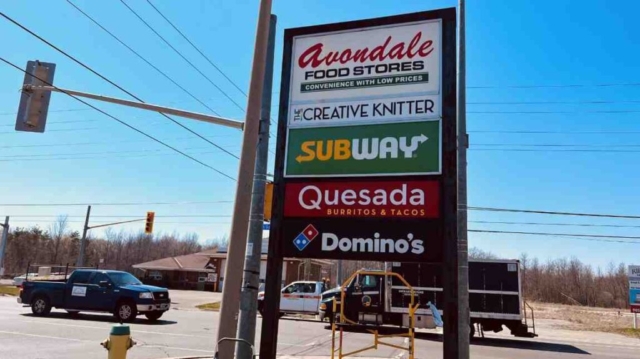 Avondale
FOOD STORES
CONVENIENCE WITH LOW PRICES
THE CREATIVE KNITTER
SUBWAY
Quesada
BURRITOS & TACOS
Domino's